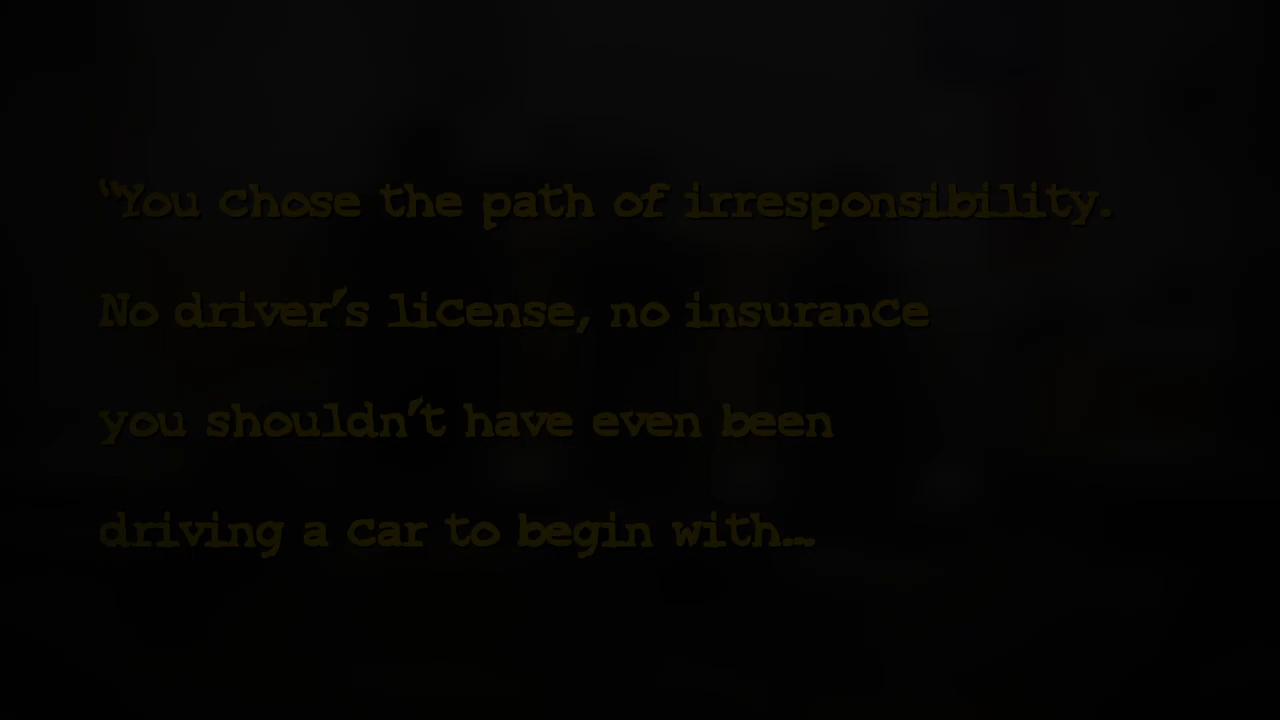 “You chose the path of irresponsibility.
No driver’s license, no insurance
you shouldn’t have even been
driving a car to begin with...